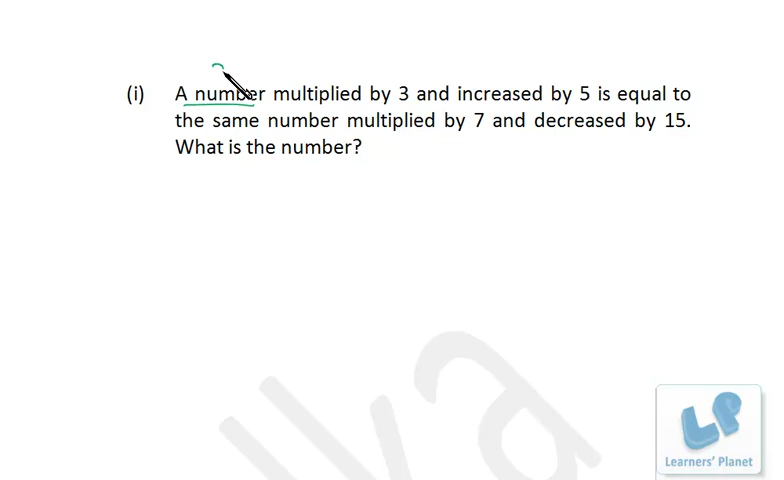 (i) A number multiplied by 3 and increased by 5 is equal to
the same number multiplied by 7 and decreased by 15.
What is the number?
LP
Learners' Planet